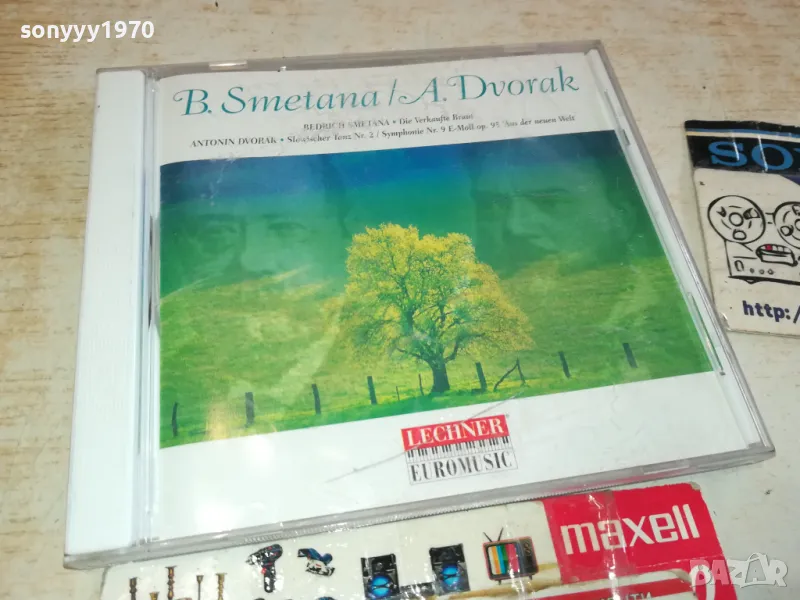 sonyyy1970
B. Smetana / A. Dvorak
BEDRICH SMETANA • Die Verkaufte Braut
ANTONIN DVORAK • Slawischer Tanz Nr. 2 / Symphonie Nr. 9 E-Moll op. 95 Aus der neuen Welt
SO
http:/
LECHNER
EUROMUSIC
maxell
BAZAR